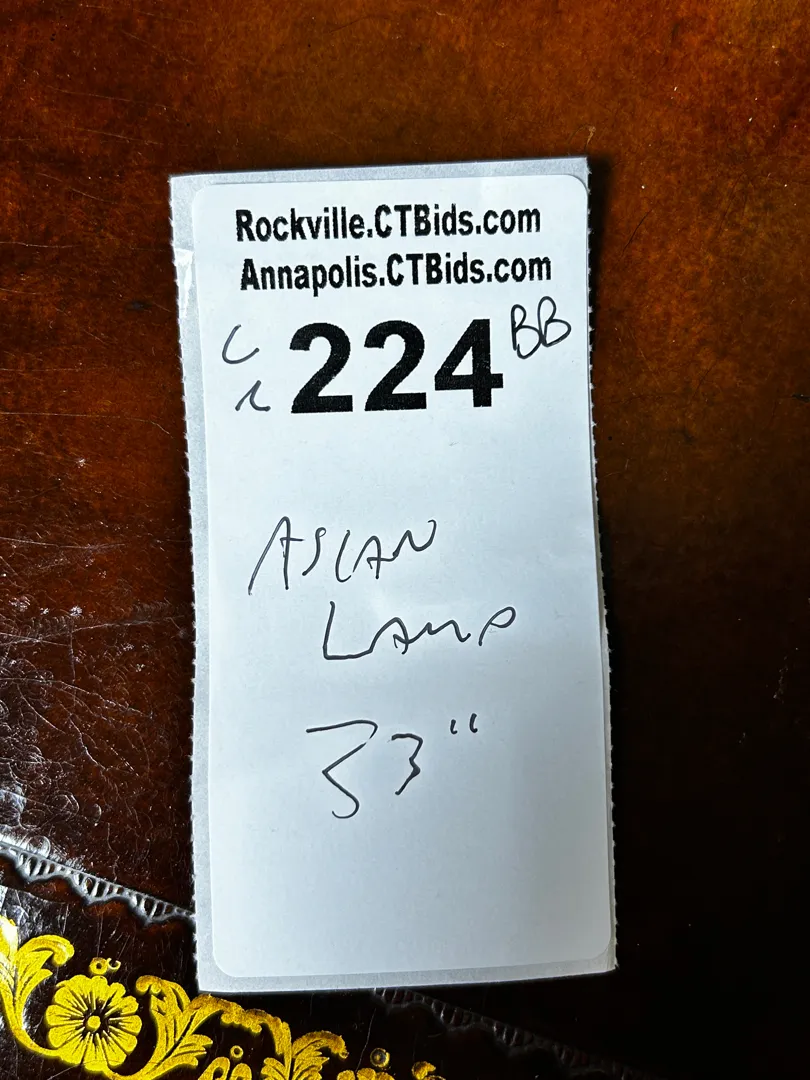 Rockville.CTBids.com
Annapolis.CTBids.com
224 BB
ASIAN
LAMP
33"